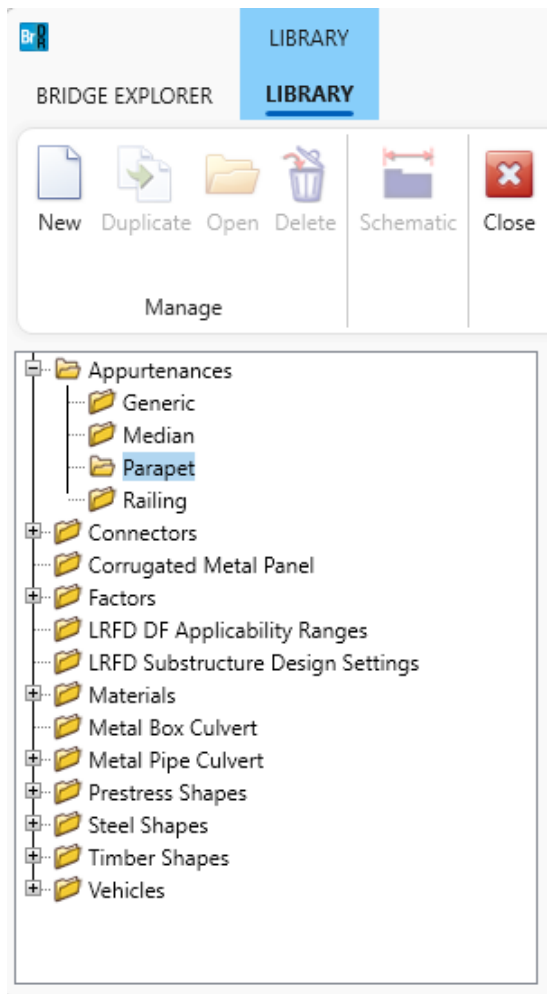 Br DR
LIBRARY
BRIDGE EXPLORER LIBRARY
New Duplicate Open Delete Schematic Close
Manage
Appurtenances
Generic
Median
Parapet
Railing
Connectors
Corrugated Metal Panel
Factors
LRFD DF Applicability Ranges
LRFD Substructure Design Settings
Materials
Metal Box Culvert
Metal Pipe Culvert
Prestress Shapes
Steel Shapes
Timber Shapes
Vehicles